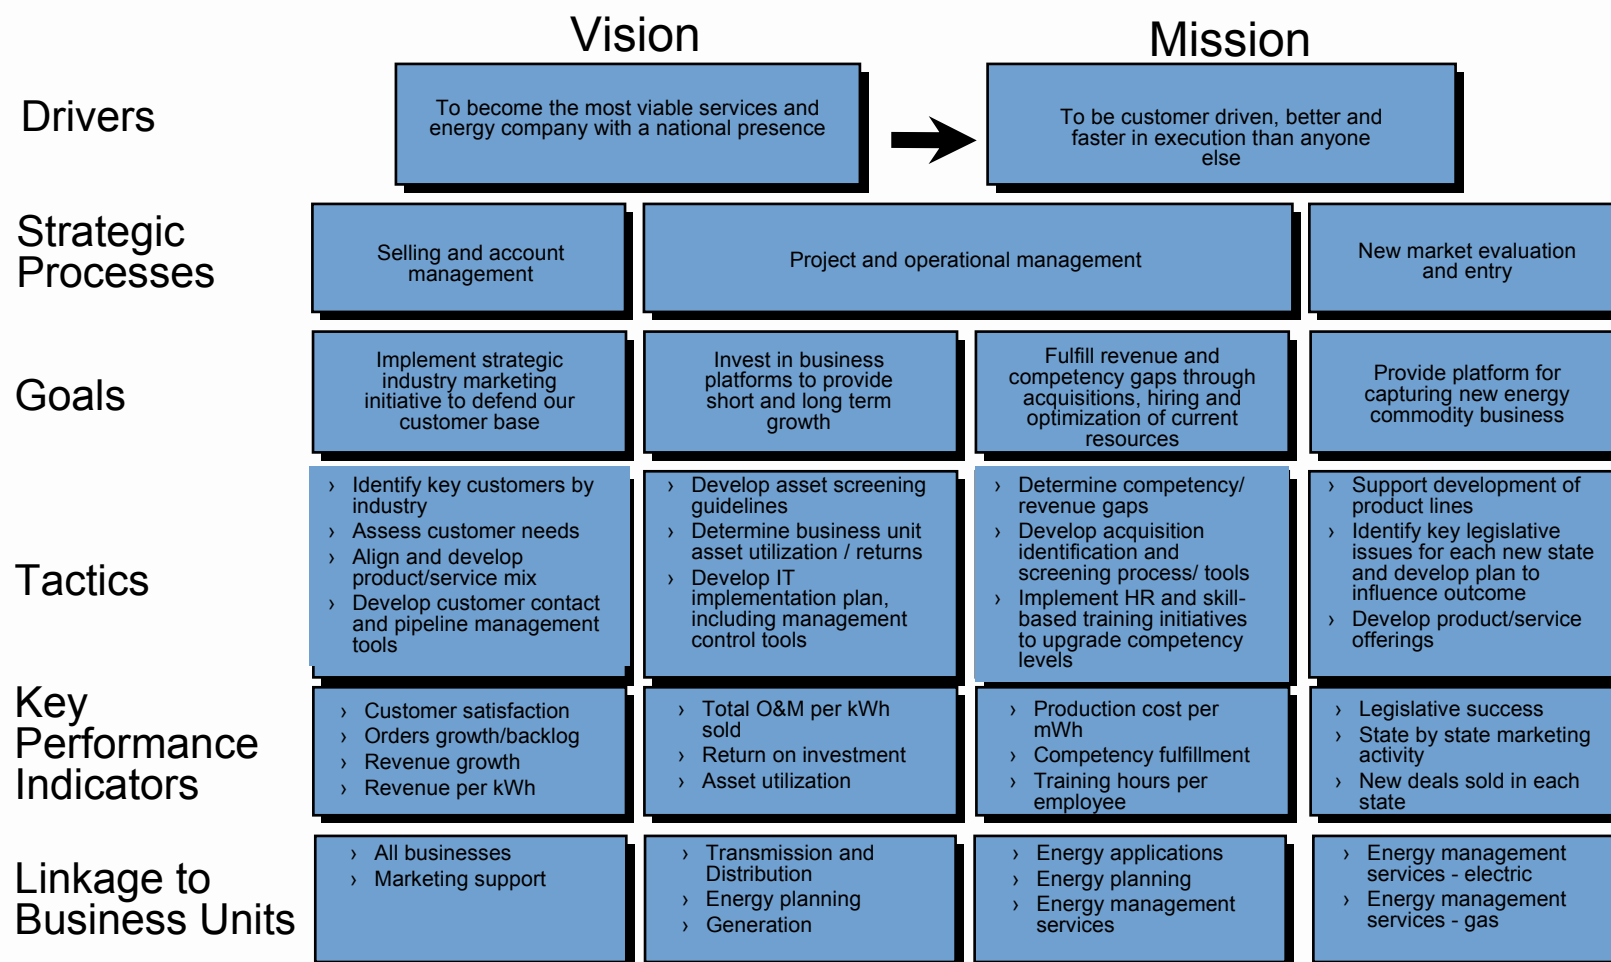 Vision
Mission
Drivers
To become the most viable services and
energy company with a national presence
To be customer driven, better and
faster in execution than anyone
else
Strategic
Processes
Selling and account
management
Project and operational management
New market evaluation
and entry
Goals
Implement strategic
industry marketing
initiative to defend our
customer base
Invest in business
platforms to provide
short and long term
growth
Fulfill revenue and
competency gaps through
acquisitions, hiring and
optimization of current
resources
Provide platform for
capturing new energy
commodity business
Tactics
› Identify key customers by
industry
› Assess customer needs
› Align and develop
product/service mix
› Develop customer contact
and pipeline management
tools
› Develop asset screening
guidelines
› Determine business unit
asset utilization / returns
› Develop IT
implementation plan,
including management
control tools
› Determine competency/
revenue gaps
› Develop acquisition
identification and
screening process/ tools
› Implement HR and skill-
based training initiatives
to upgrade competency
levels
› Support development of
product lines
› Identify key legislative
issues for each new state
and develop plan to
influence outcome
› Develop product/service
offerings
Key
Performance
Indicators
› Customer satisfaction
› Orders growth/backlog
› Revenue growth
› Revenue per kWh
› Total O&M per kWh
sold
› Return on investment
› Asset utilization
› Production cost per
mWh
› Competency fulfillment
› Training hours per
employee
› Legislative success
› State by state marketing
activity
› New deals sold in each
state
Linkage to
Business Units
› All businesses
› Marketing support
› Transmission and
Distribution
› Energy planning
› Generation
› Energy applications
› Energy planning
› Energy management
services
› Energy management
services - electric
› Energy management
services - gas